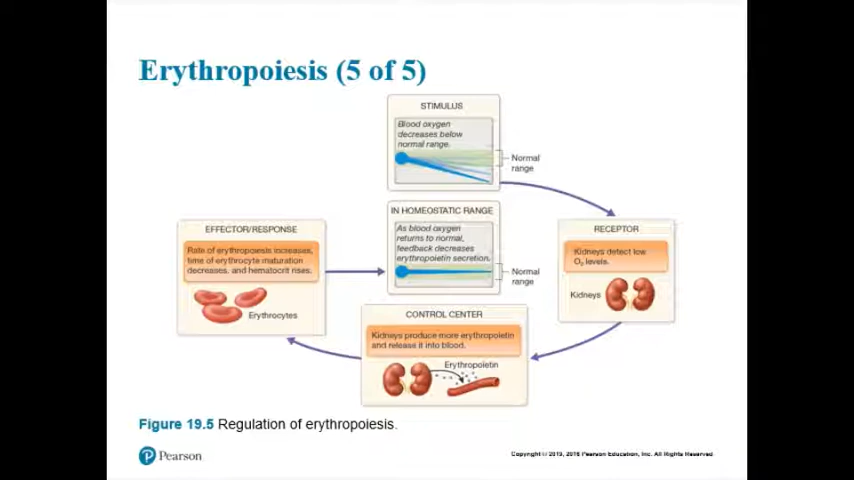 Erythropoiesis (5 of 5)
STIMULUS
Blood oxygen
decreases below
normal range.
Normal
range
IN HOMEOSTATIC RANGE
As blood oxygen
returns to normal,
feedback decreases
erythropoietin secretion.
Normal
range
EFFECTOR/RESPONSE
Rate of erythropoiesis increases,
time of erythrocyte maturation
decreases, and hematocrit rises.
Erythrocytes
RECEPTOR
Kidneys detect low
O₂ levels.
Kidneys
CONTROL CENTER
Kidneys produce more erythropoietin
and release it into blood.
Erythropoietin
Figure 19.5 Regulation of erythropoiesis.
P Pearson
Copyright © 2019, 2016 Pearson Education, Inc. All Rights Reserved